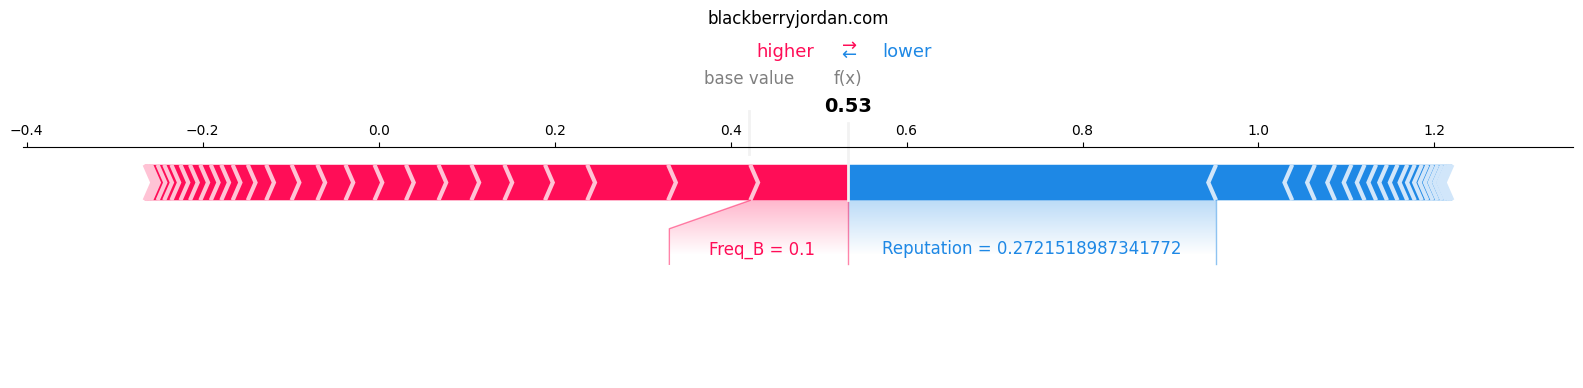 blackberryjordan.com
higher ⇄ lower
base value f(x)
0.53
−0.4 −0.2 0.0 0.2 0.4 0.6 0.8 1.0 1.2
Freq_B = 0.1 Reputation = 0.2721518987341772